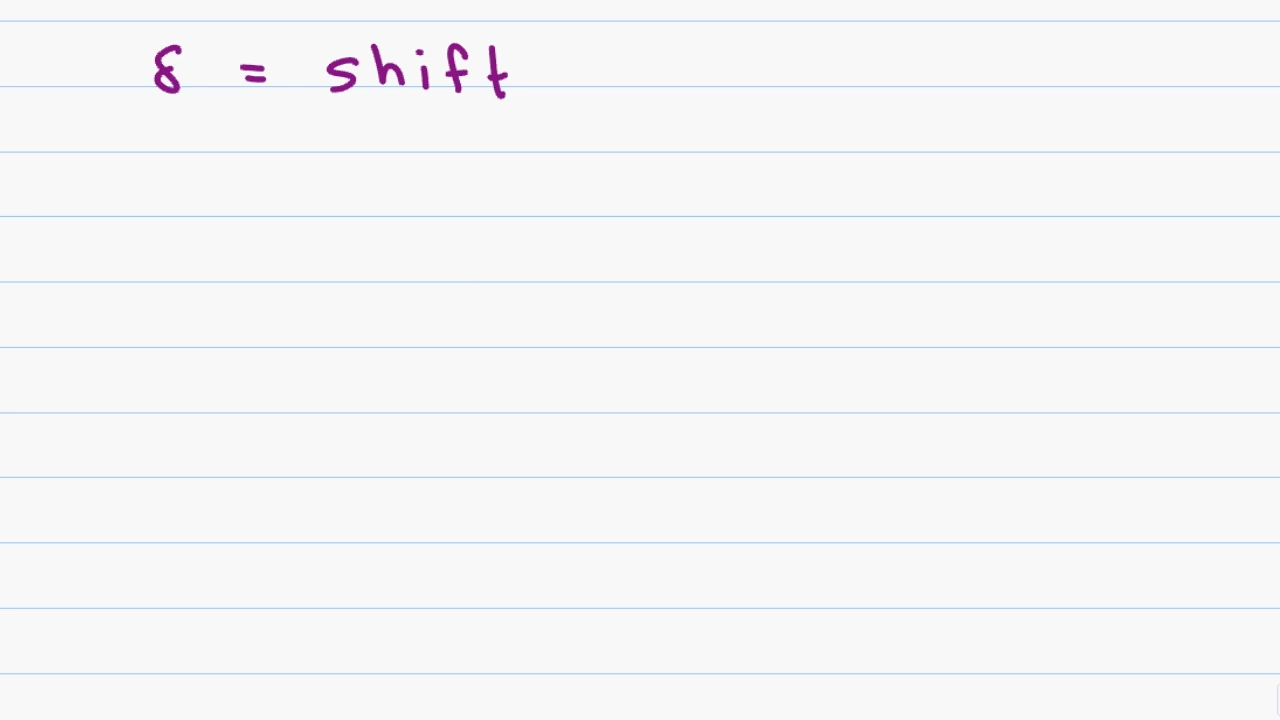 δ = shift